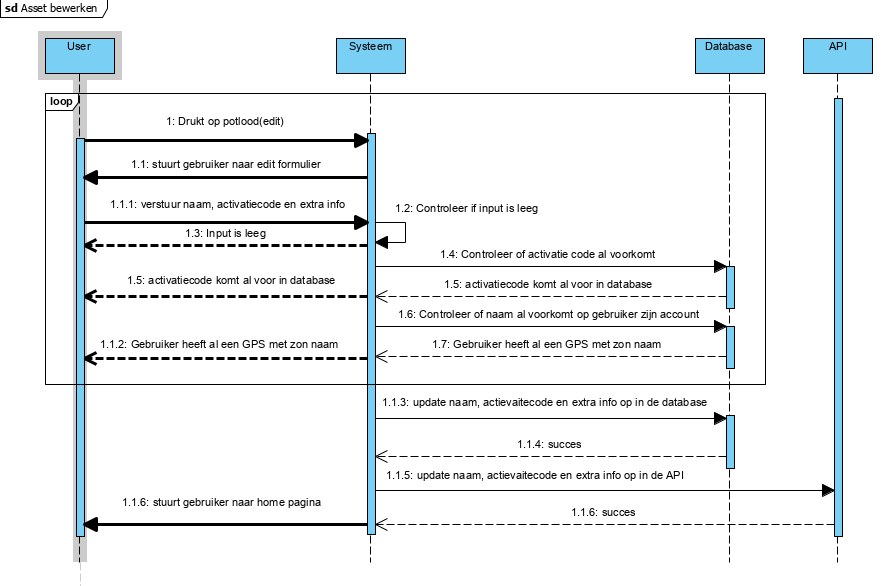 sd Asset bewerken
User
Systeem
Database
API
loop
1: Drukt op potlood(edit)
1.1: stuurt gebruiker naar edit formulier
1.1.1: verstuur naam, activatiecode en extra info
1.2: Controleer if input is leeg
1.3: Input is leeg
1.4: Controleer of activatie code al voorkomt
1.5: activatiecode komt al voor in database
1.5: activatiecode komt al voor in database
1.6: Controleer of naam al voorkomt op gebruiker zijn account
1.1.2: Gebruiker heeft al een GPS met zon naam
1.7: Gebruiker heeft al een GPS met zon naam
1.1.3: update naam, actievaitecode en extra info op in de database
1.1.4: succes
1.1.5: update naam, actievaitecode en extra info op in de API
1.1.6: stuurt gebruiker naar home pagina
1.1.6: succes